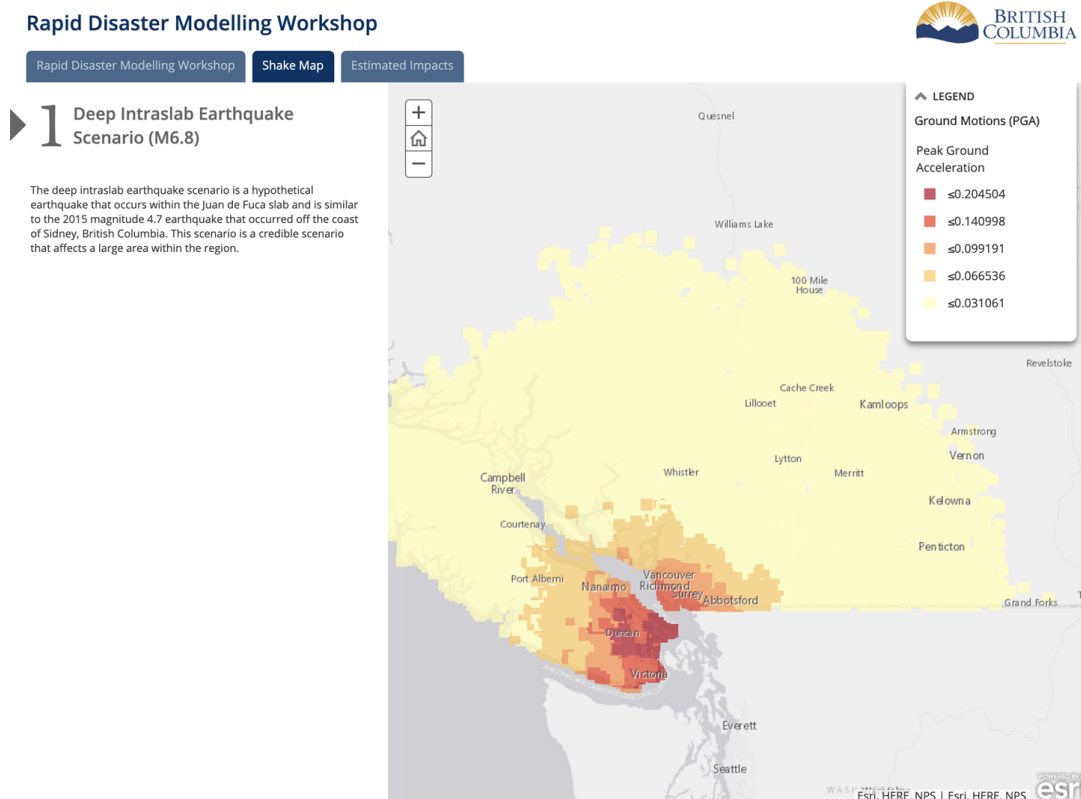 Rapid Disaster Modelling Workshop
BRITISH
COLUMBIA
Rapid Disaster Modelling Workshop
Shake Map
Estimated Impacts
1
Deep Intraslab Earthquake
Scenario (M6.8)
The deep intraslab earthquake scenario is a hypothetical
earthquake that occurs within the Juan de Fuca slab and is similar
to the 2015 magnitude 4.7 earthquake that occurred off the coast
of Sidney, British Columbia. This scenario is a credible scenario
that affects a large area within the region.
+
−
LEGEND
Ground Motions (PGA)
Peak Ground
Acceleration
≤0.204504
≤0.140998
≤0.099191
≤0.066536
≤0.031061
Quesnel
Williams Lake
100 Mile
House
Revelstoke
Cache Creek
Lillooet
Kamloops
Armstrong
Vernon
Lytton
Whistler
Merritt
Campbell
River
Kelowna
Courtenay
Penticton
Port Alberni
Vancouver
Nanaimo
Richmond
Surrey
Abbotsford
Grand Forks
Duncan
Victoria
Everett
Seattle
POWERED BY
esri
Esri, HERE, NPS | Esri, HERE, NPS